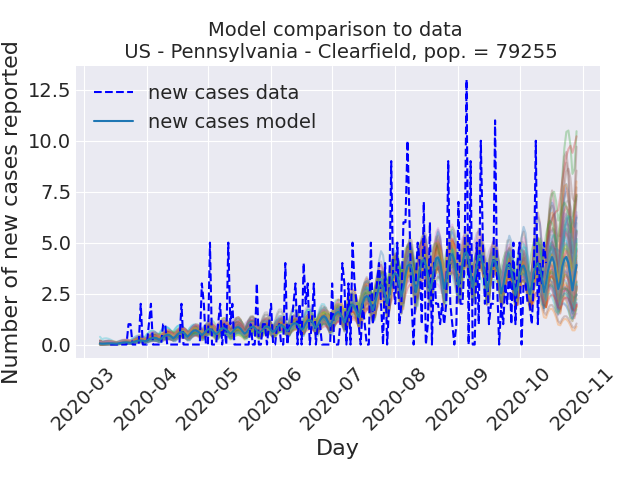 Model comparison to data
US - Pennsylvania - Clearfield, pop. = 79255
Number of new cases reported
12.5
10.0
7.5
5.0
2.5
0.0
new cases data
new cases model
2020-03
2020-04
2020-05
2020-06
2020-07
2020-08
2020-09
2020-10
2020-11
Day